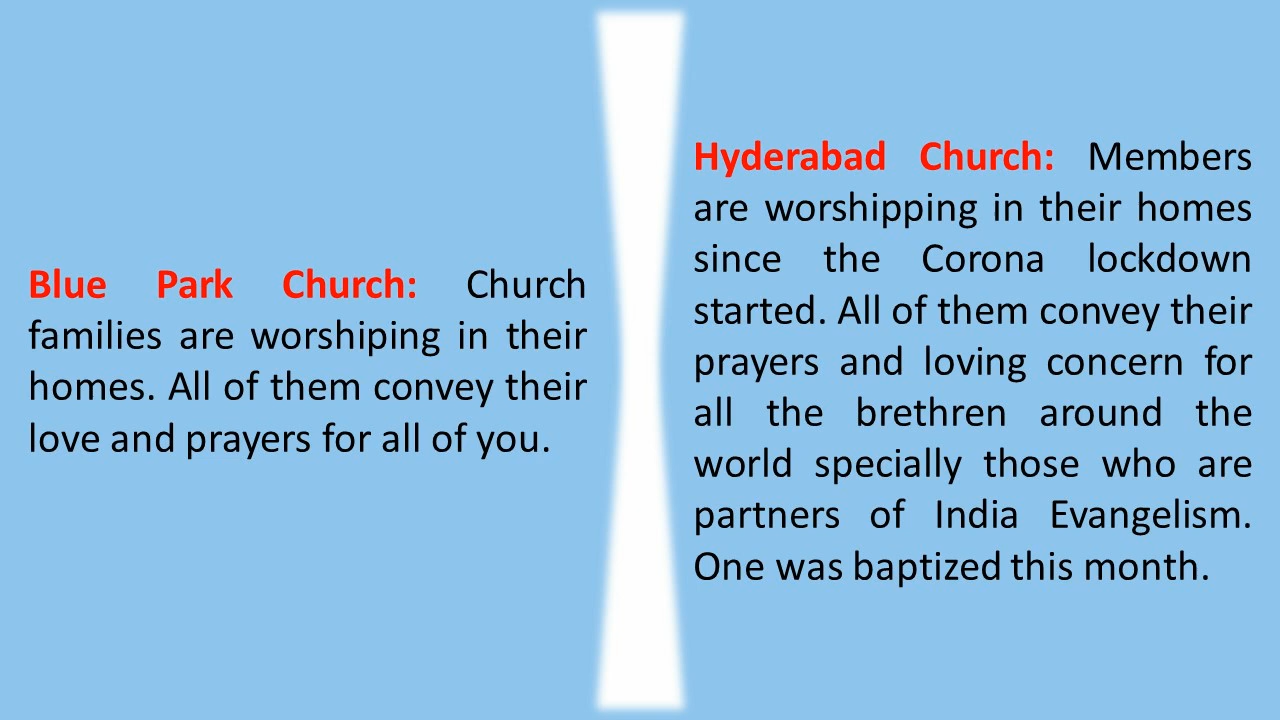 Blue Park Church: Church
families are worshiping in their
homes. All of them convey their
love and prayers for all of you.
Hyderabad Church: Members
are worshipping in their homes
since the Corona lockdown
started. All of them convey their
prayers and loving concern for
all the brethren around the
world specially those who are
partners of India Evangelism.
One was baptized this month.